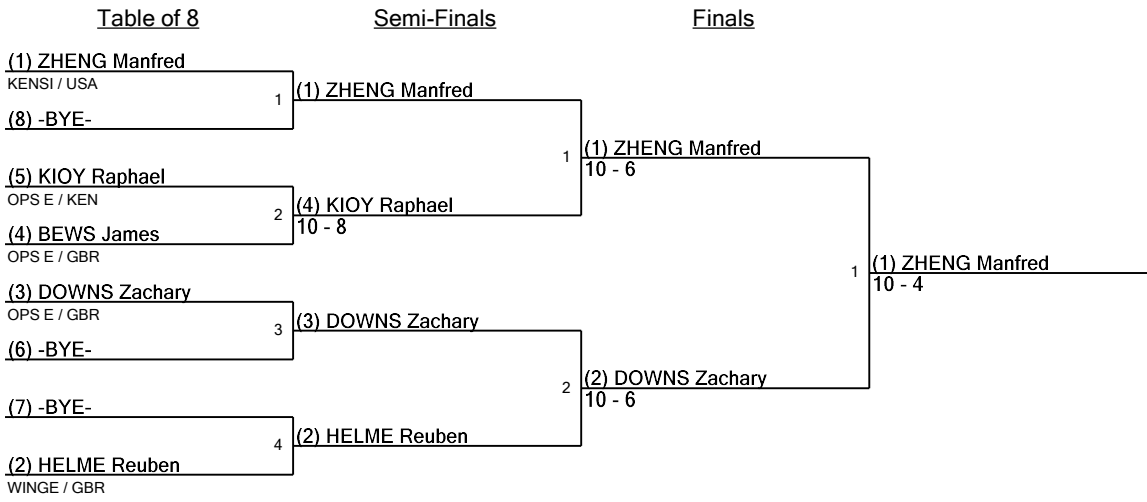 Table of 8 Semi-Finals Finals
(1) ZHENG Manfred
KENSI / USA
1
(1) ZHENG Manfred
(8) -BYE-
1
(1) ZHENG Manfred
10 - 6
(5) KIOY Raphael
OPS E / KEN
2
(4) KIOY Raphael
10 - 8
(4) BEWS James
OPS E / GBR
1
(1) ZHENG Manfred
10 - 4
(3) DOWNS Zachary
OPS E / GBR
3
(3) DOWNS Zachary
(6) -BYE-
2
(2) DOWNS Zachary
10 - 6
(7) -BYE-
4
(2) HELME Reuben
(2) HELME Reuben
WINGE / GBR